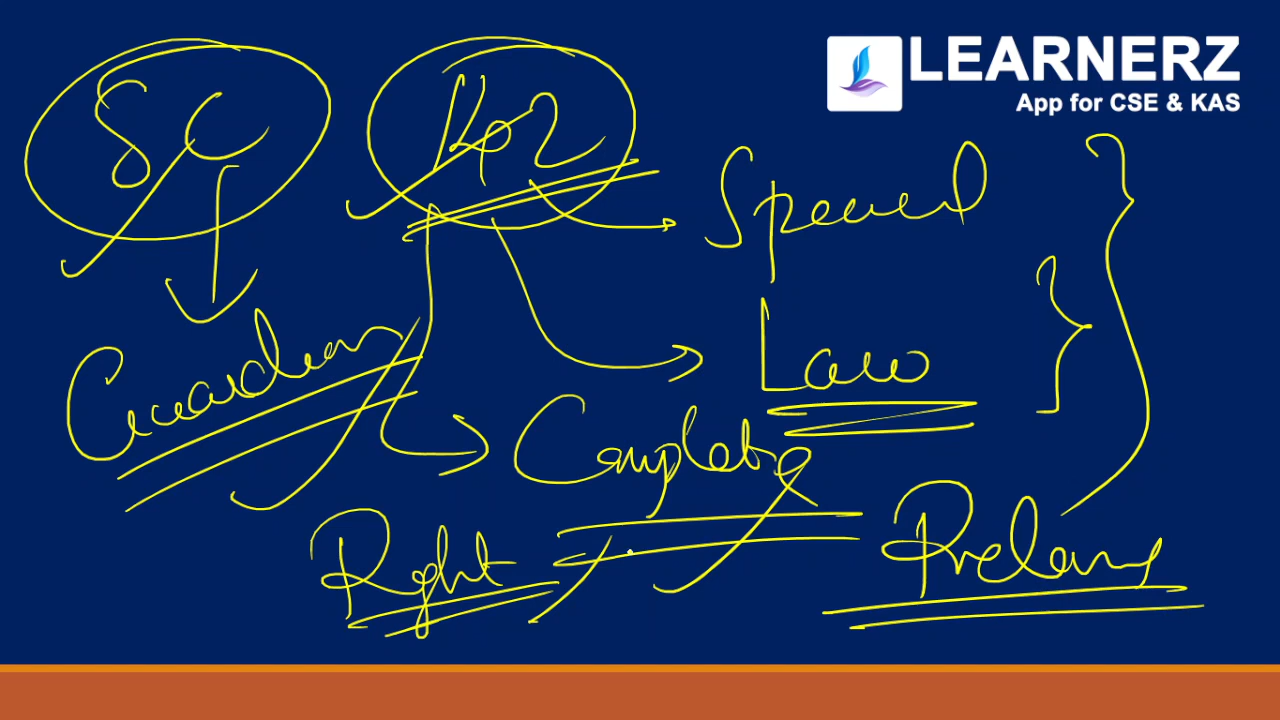 LEARNERZ
App for CSE & KAS
SC
Speed
Guardian
Law
Complete
Right
Prelims